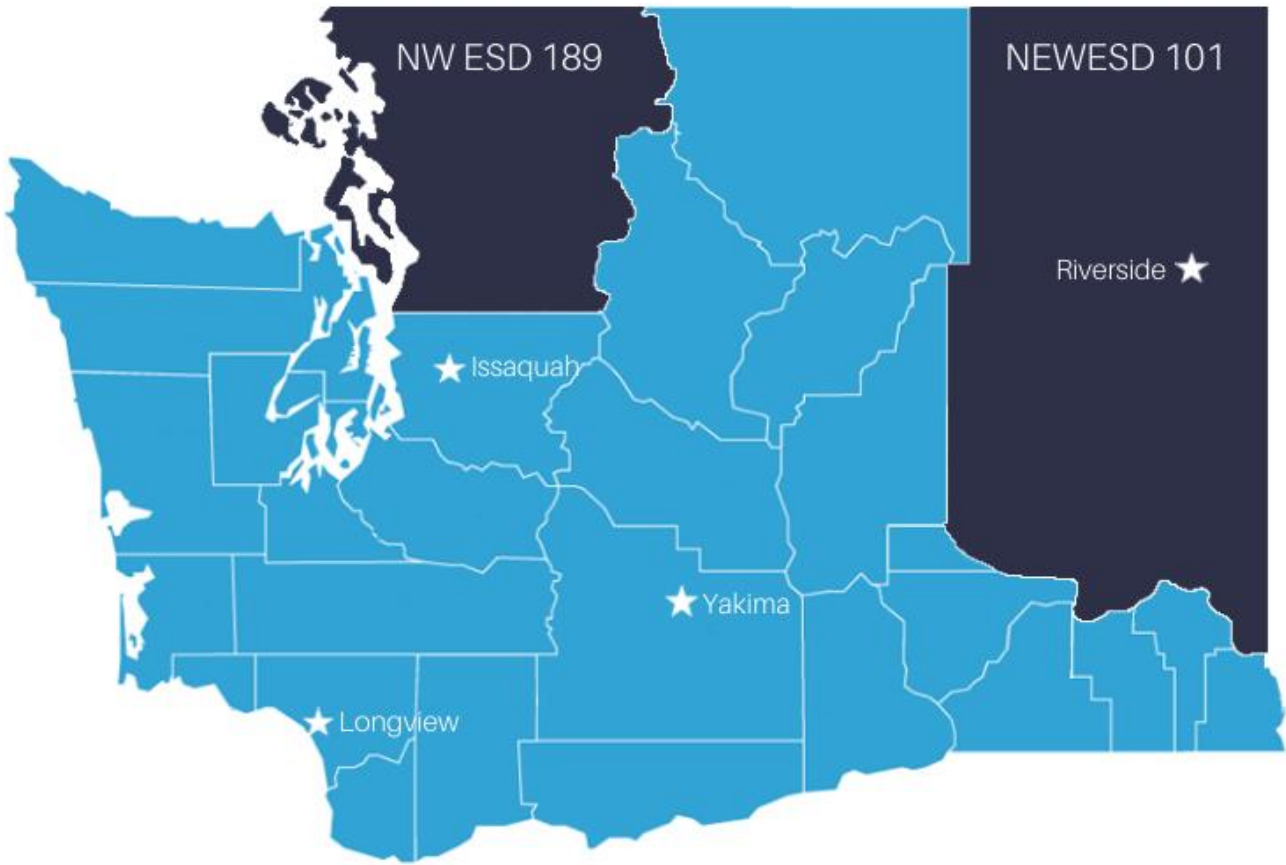 NW ESD 189
NEWESD 101
Riverside
Issaquah
Yakima
Longview